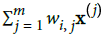 ∑_{j = 1}^{m} w_{i, j} x^{(j)}